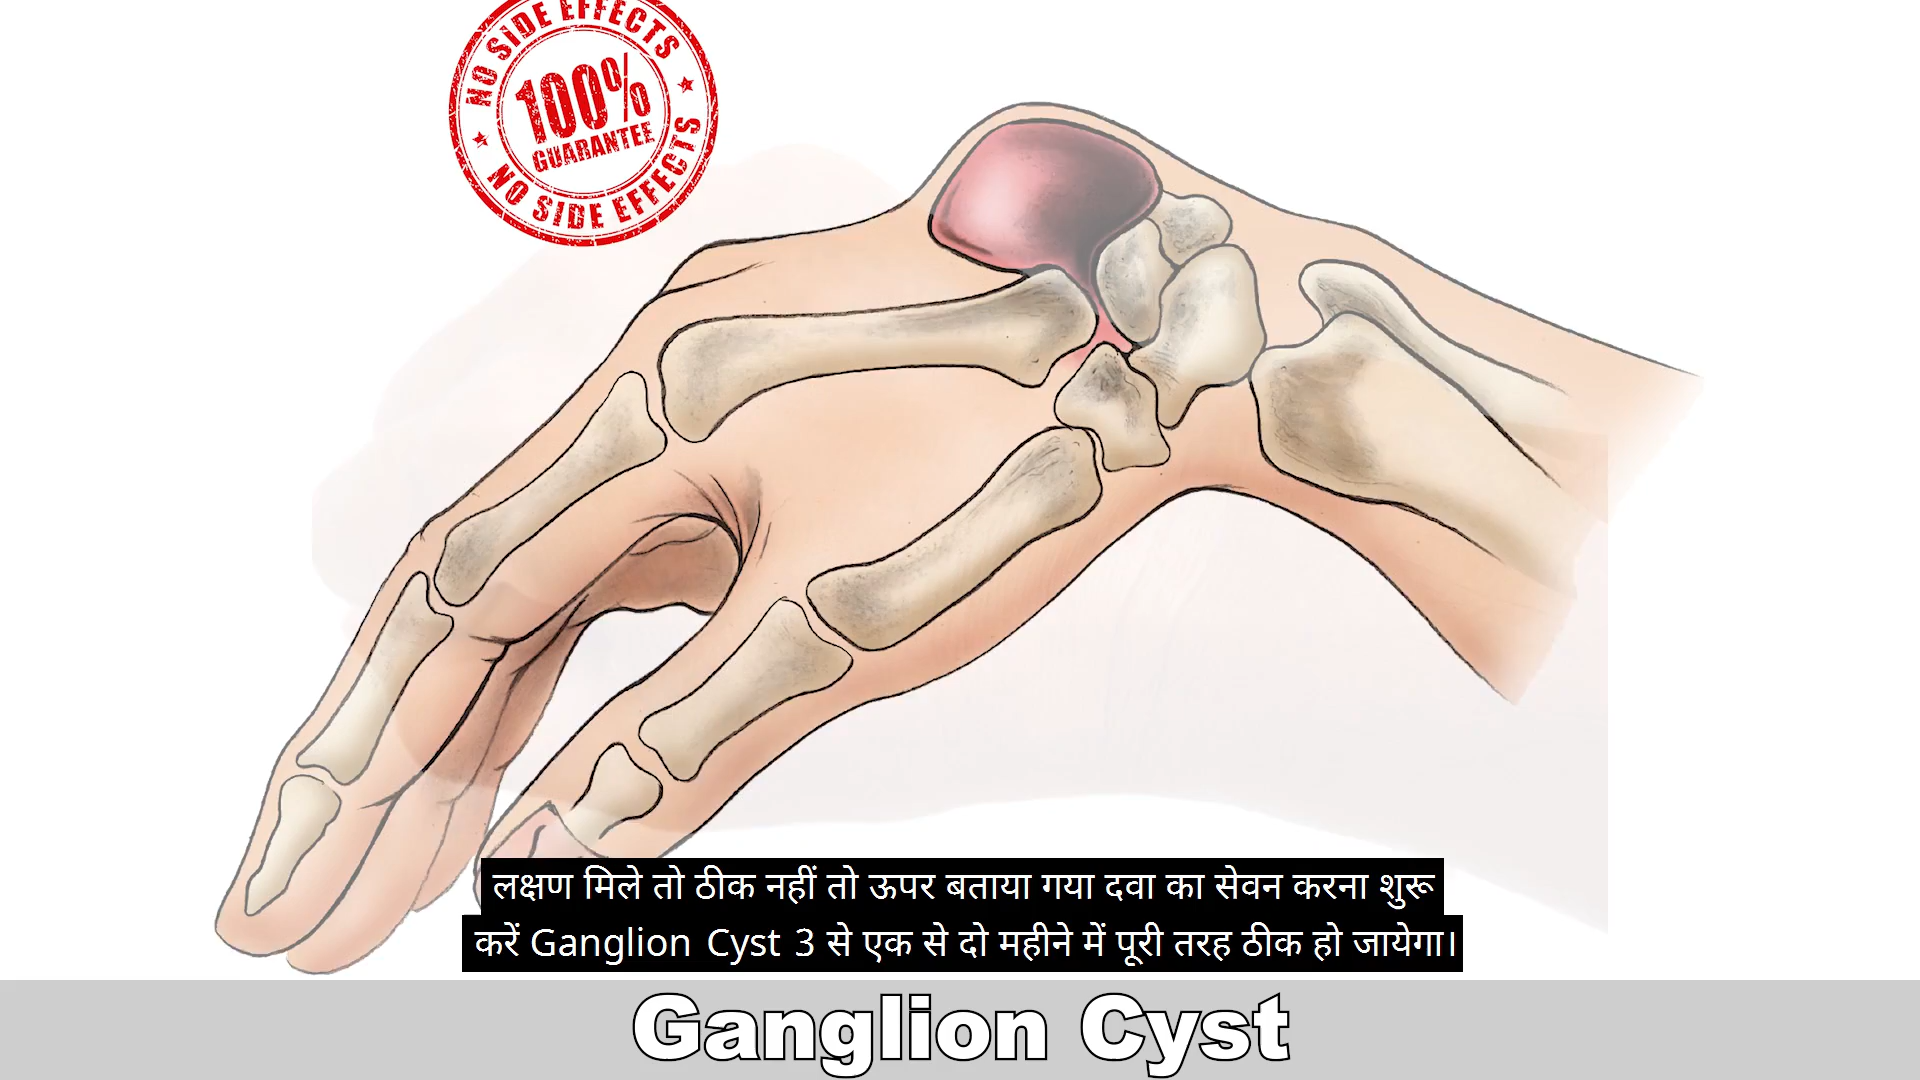 NO SIDE EFFECTS
100%
GUARANTEE
NO SIDE EFFECTS
लक्षण मिले तो ठीक नहीं तो ऊपर बताया गया दवा का सेवन करना शुरू
करें Ganglion Cyst 3 से एक से दो महीने में पूरी तरह ठीक हो जायेगा।
Ganglion Cyst